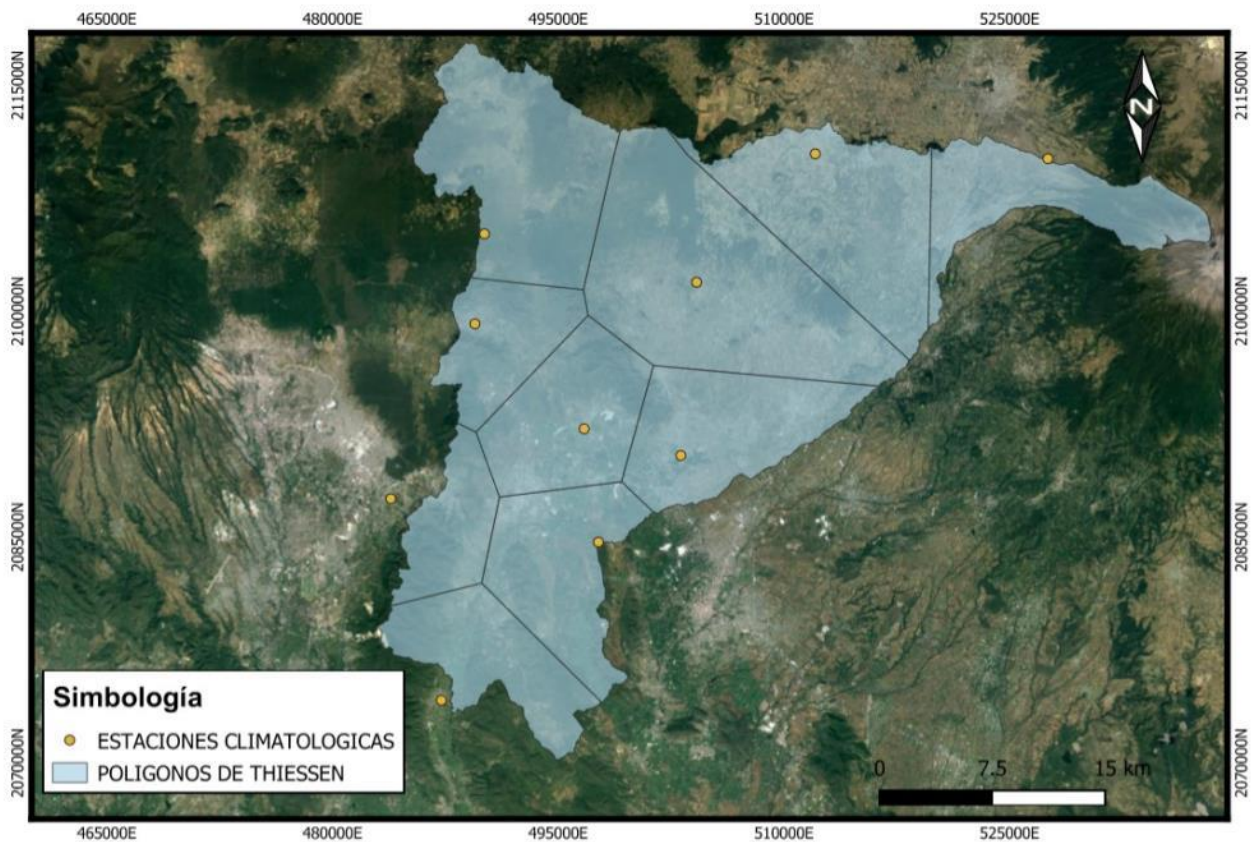 465000E 480000E 495000E 510000E 525000E
2115000N
2115000N
N
2100000N
2100000N
2085000N
2085000N
2070000N
2070000N
Simbología
ESTACIONES CLIMATOLOGICAS
POLIGONOS DE THIESSEN
0 7.5 15 km
465000E 480000E 495000E 510000E 525000E